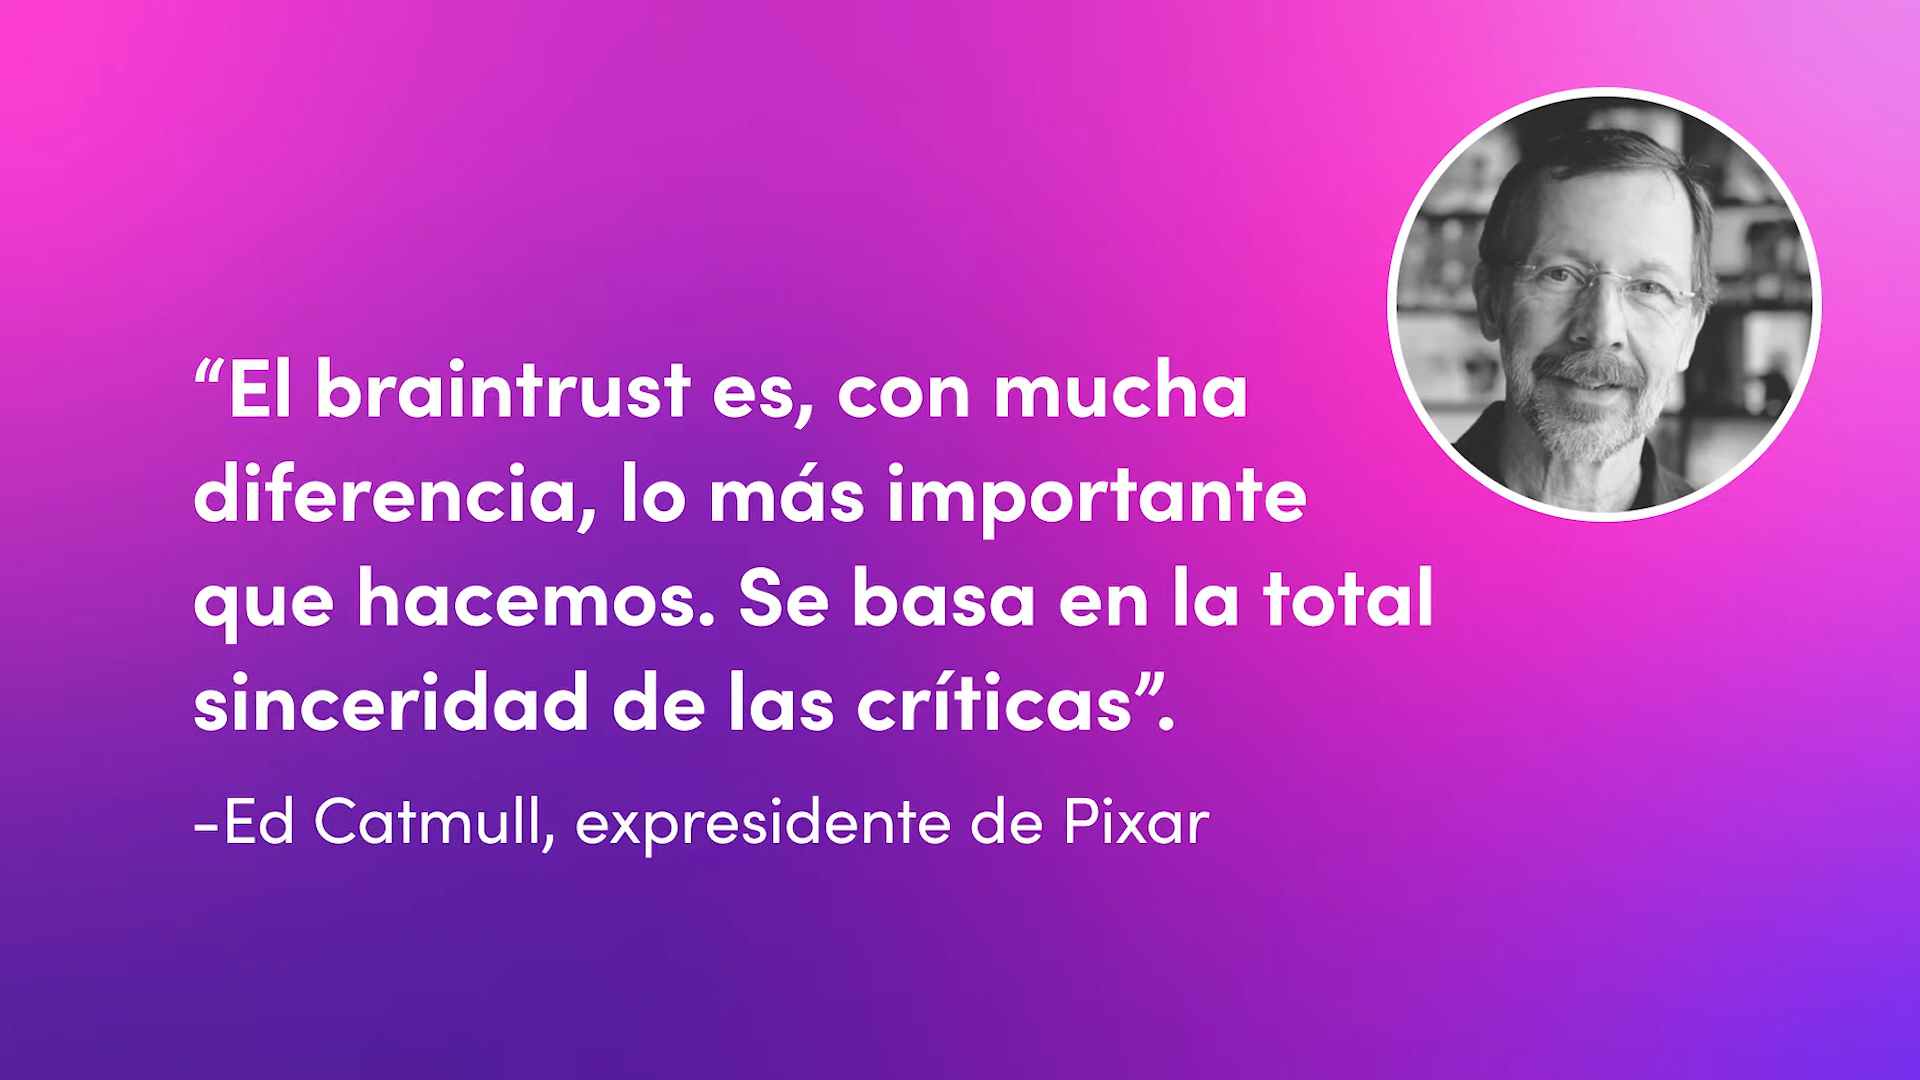 “El braintrust es, con mucha
diferencia, lo más importante
que hacemos. Se basa en la total
sinceridad de las críticas”.
-Ed Catmull, expresidente de Pixar